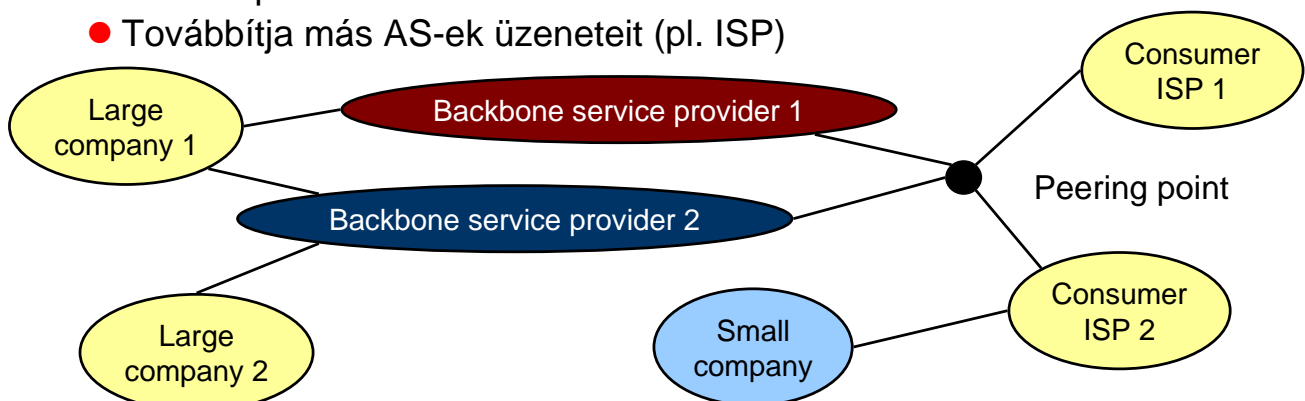 Továbbítja más AS-ek üzeneteit (pl. ISP)
Consumer
ISP 1
Large
company 1
Backbone service provider 1
Peering point
Backbone service provider 2
Consumer
ISP 2
Large
company 2
Small
company